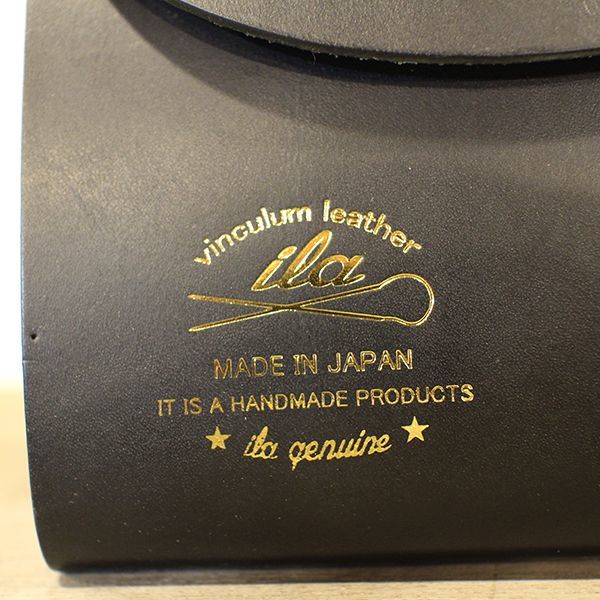 vinculum leather
ila
MADE IN JAPAN
IT IS A HANDMADE PRODUCTS
★ ila genuine ★